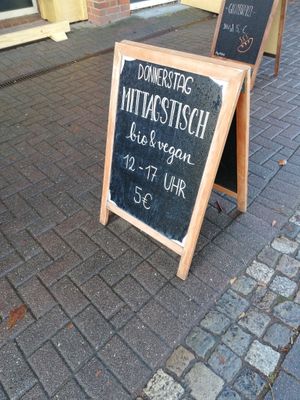 DONNERSTAG
MITTAGSTISCH
bio & vegan
12-17 UHR
5€